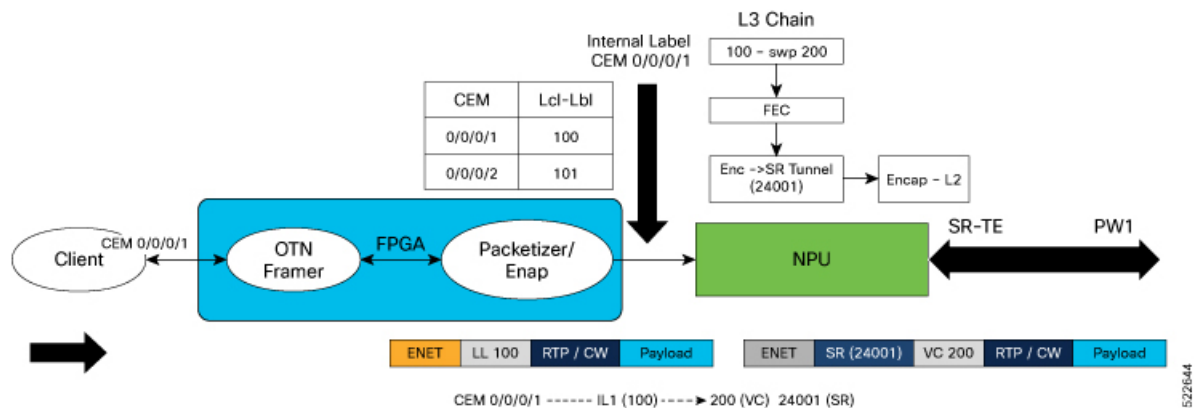 L3 Chain
Internal Label
CEM 0/0/0/1
100 - swp 200
CEM Lcl-Lbl
0/0/0/1 100
0/0/0/2 101
FEC
Enc ->SR Tunnel
(24001)
Encap - L2
Client
CEM 0/0/0/1
OTN
Framer
FPGA
Packetizer/
Enap
NPU
SR-TE
PW1
ENET LL 100 RTP / CW Payload
ENET SR (24001) VC 200 RTP / CW Payload
CEM 0/0/0/1 ------ IL1 (100) ----> 200 (VC) 24001 (SR)
522644